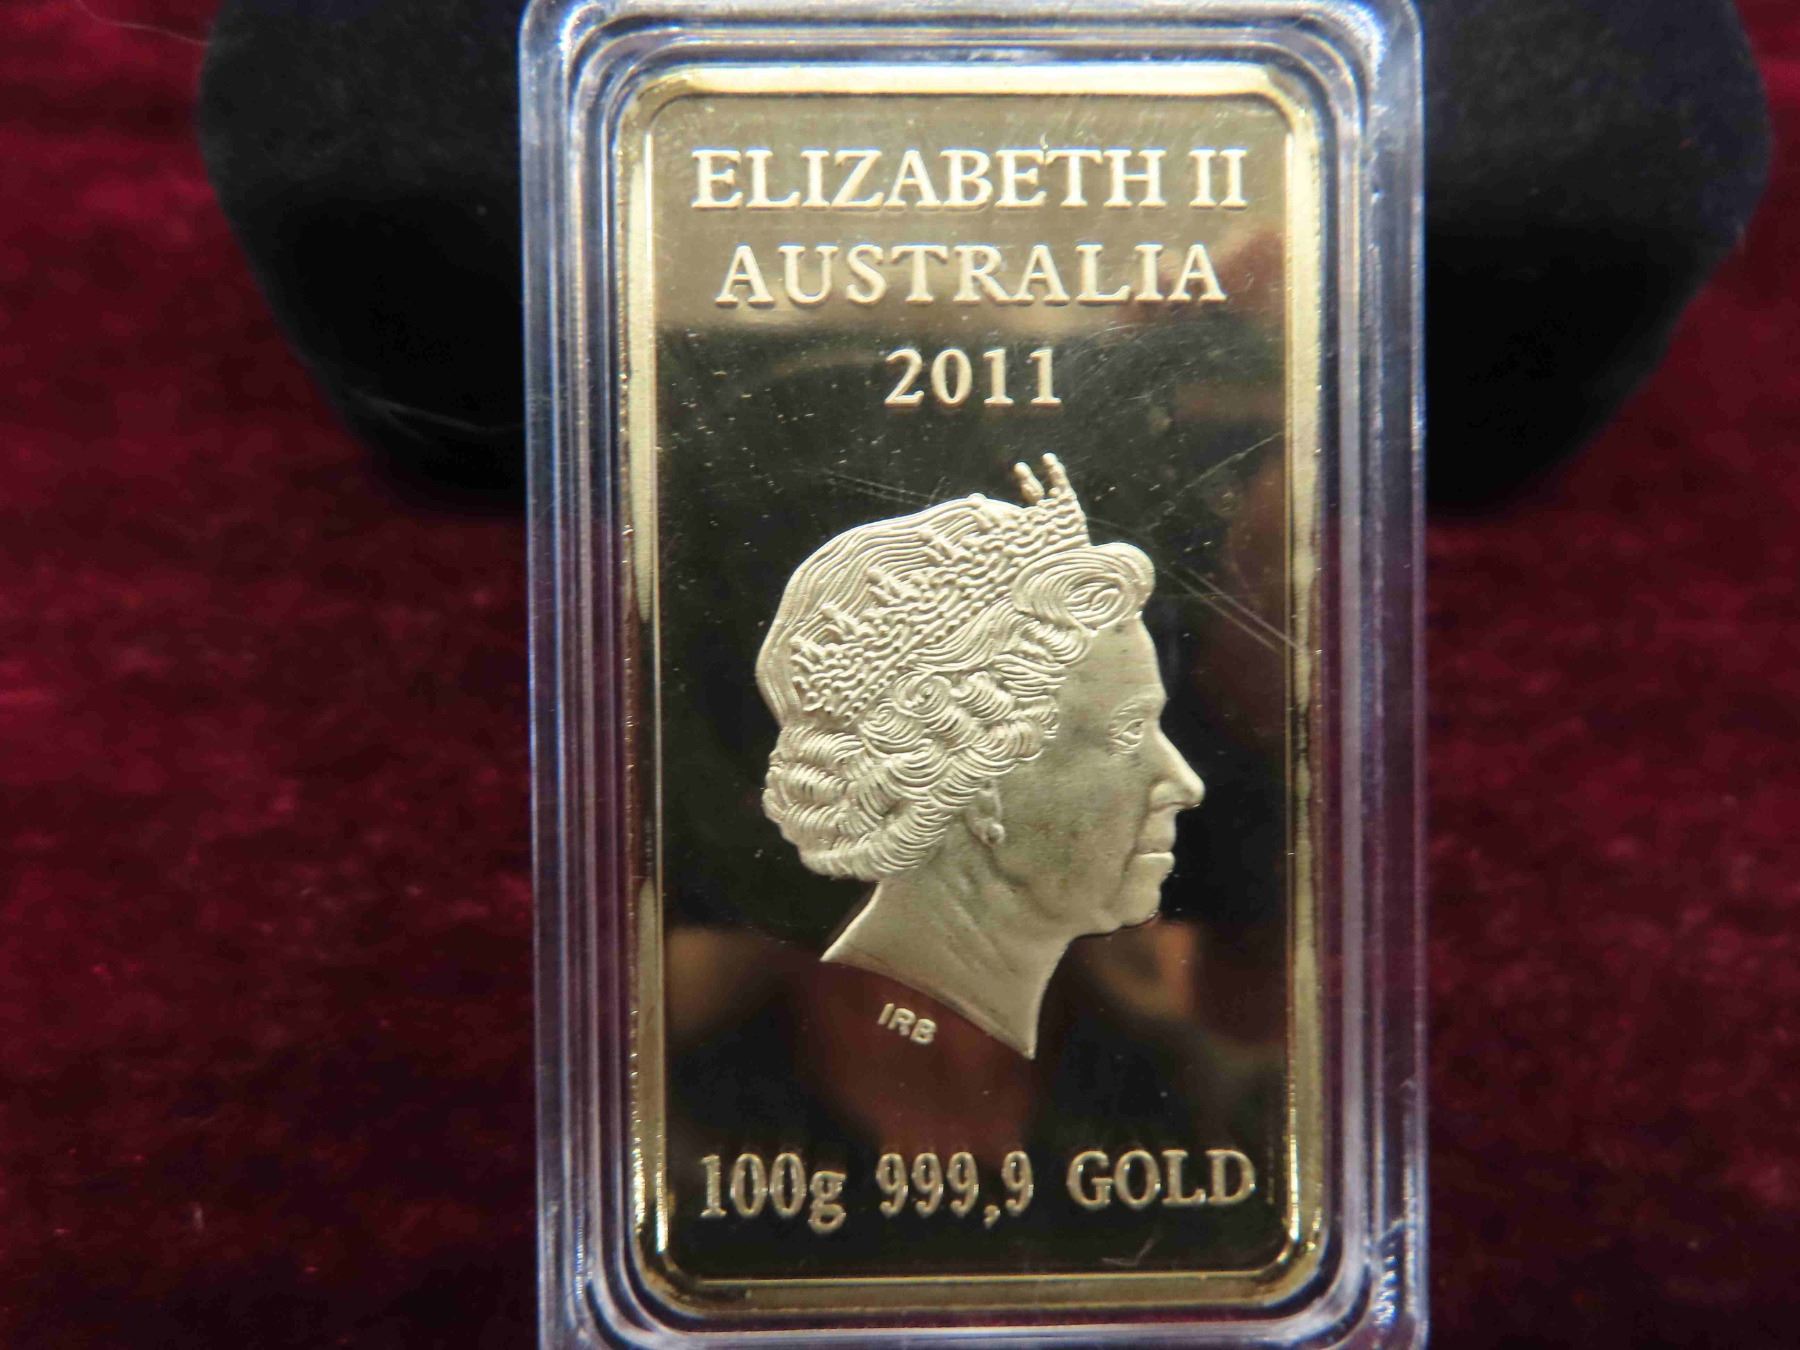 ELIZABETH II
AUSTRALIA
2011
IRB
100g 999,9 GOLD